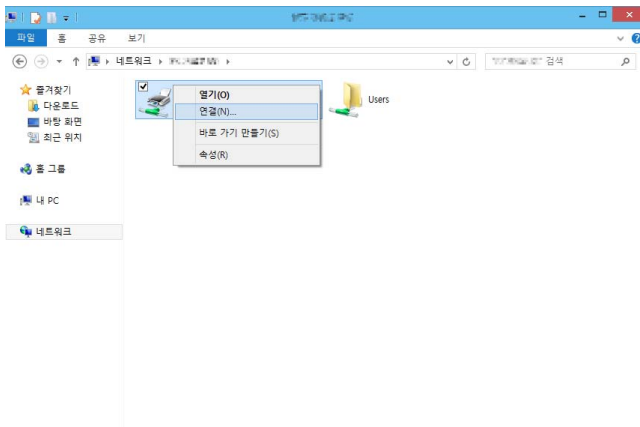 파일 홈 공유 보기
네트워크
검색
즐겨찾기
다운로드
바탕 화면
최근 위치
홈 그룹
내 PC
네트워크
열기(O)
연결(N)...
바로 가기 만들기(S)
속성(R)
Users